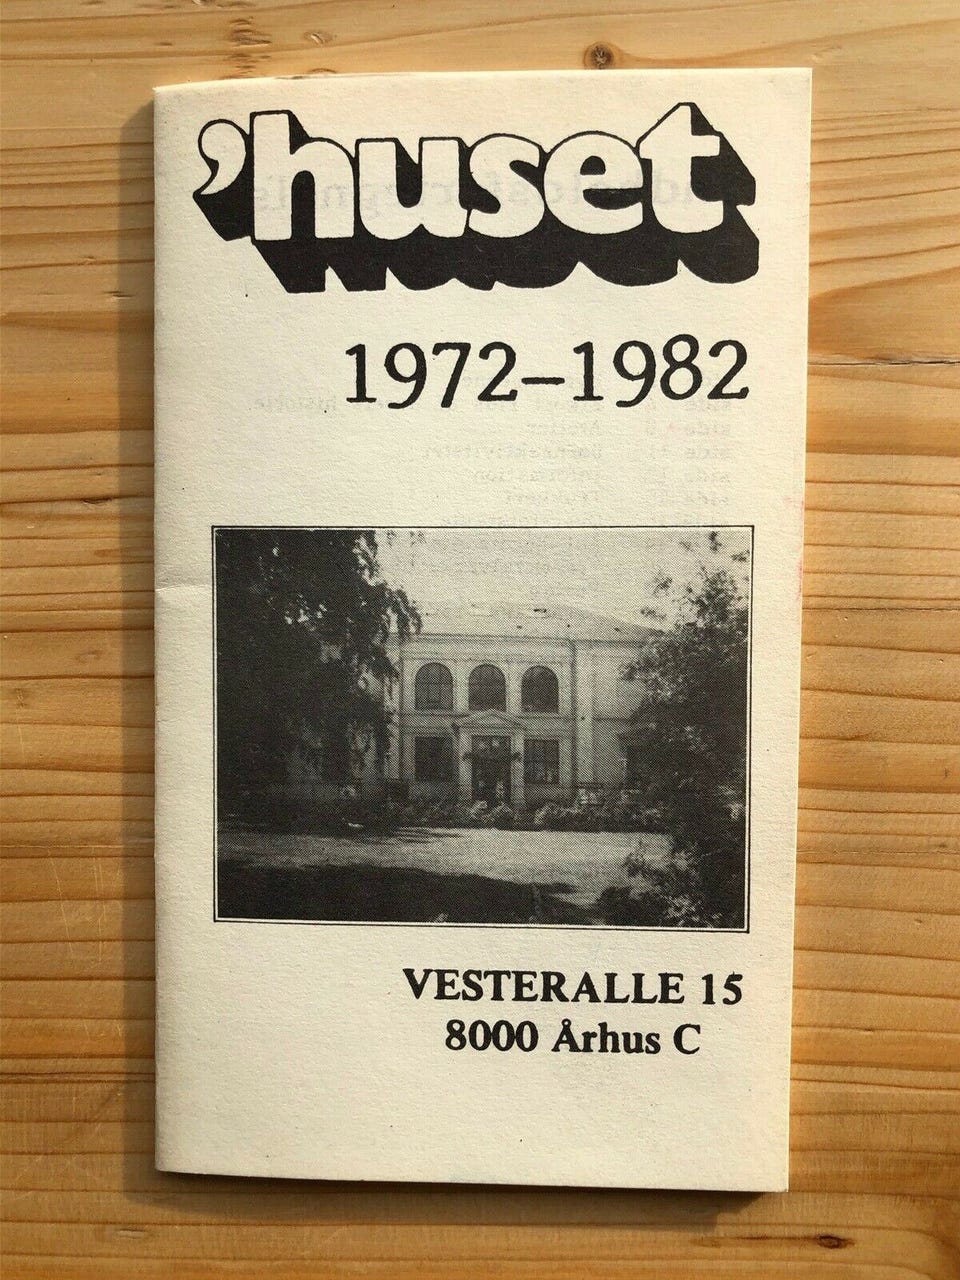 'huset
1972–1982
VESTERALLE 15
8000 Århus C